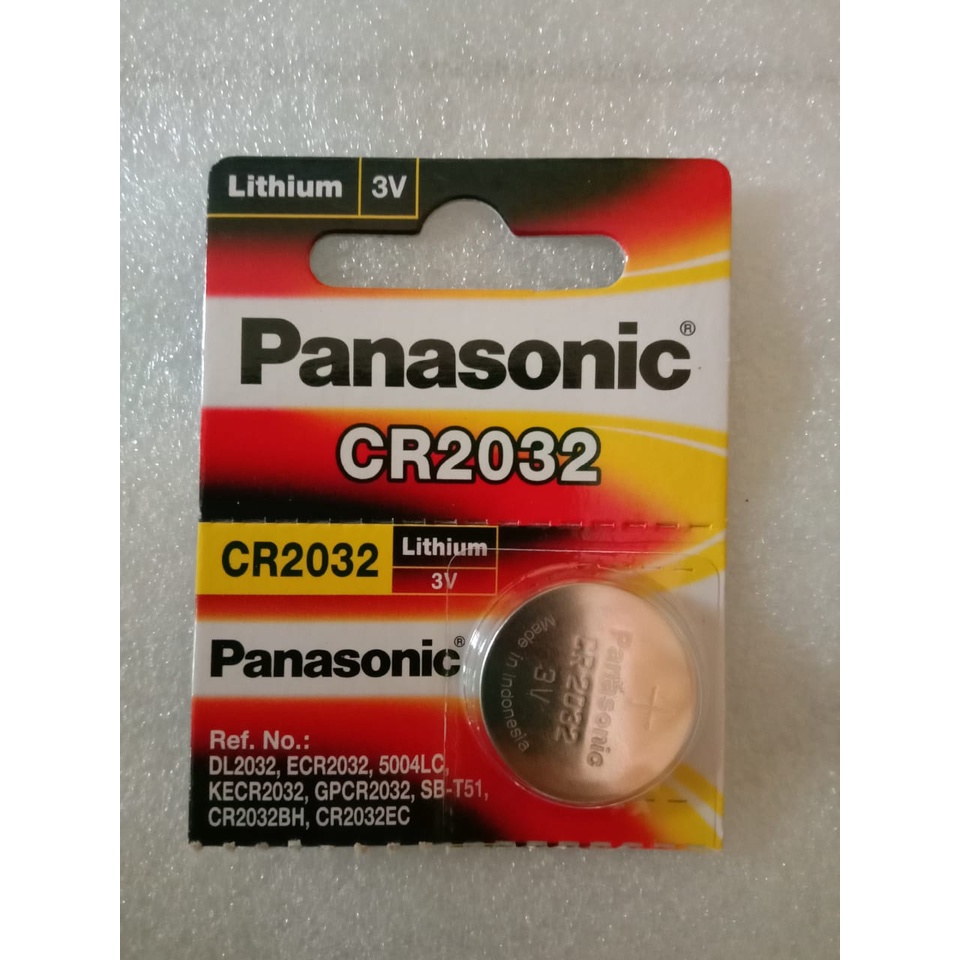 Lithium 3V
Panasonic®
CR2032
CR2032 Lithium
3V
Panasonic®
Ref. No.:
DL2032, ECR2032, 5004LC,
KECR2032, GPCR2032, SB-T51,
CR2032BH, CR2032EC
+
Panasonic
CR2032
3V
Made in Indonesia